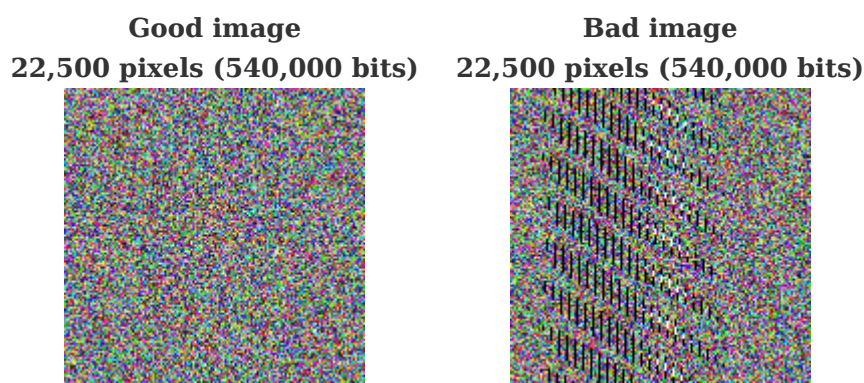 Good image
22,500 pixels (540,000 bits)
Bad image
22,500 pixels (540,000 bits)